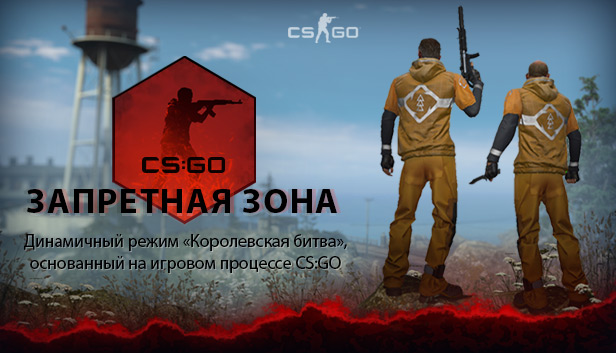 CS GO
CS:GO
ЗАПРЕТНАЯ ЗОНА
Динамичный режим «Королевская битва»,
основанный на игровом процессе CS:GO